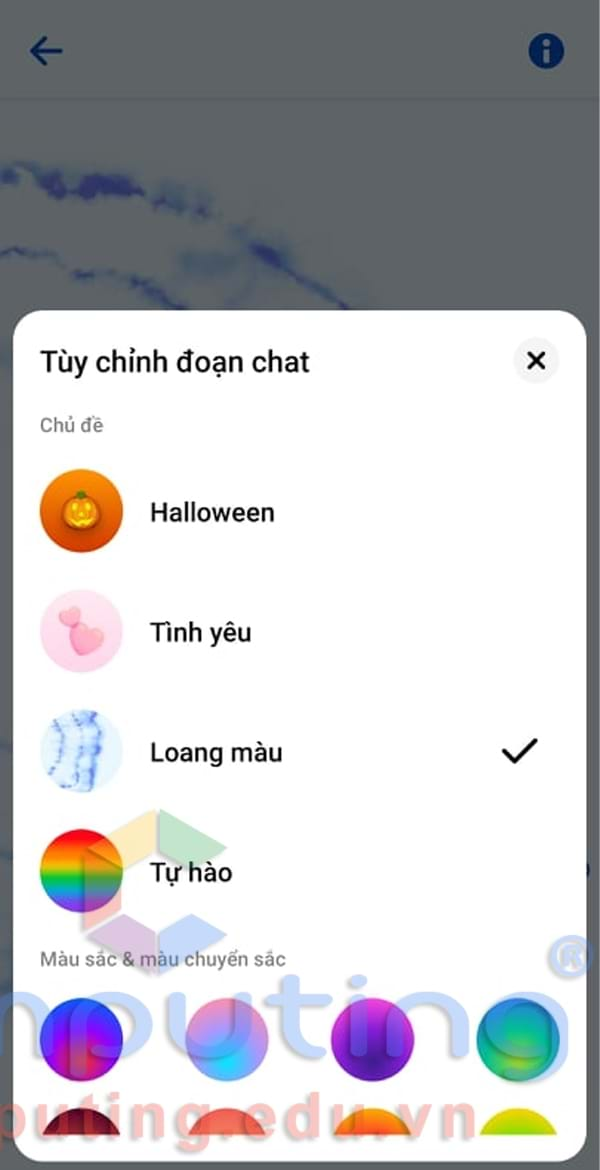 Tùy chỉnh đoạn chat
Chủ đề
Halloween
Tình yêu
Loang màu
Tự hào
Màu sắc & màu chuyển sắc
mputing®
puting.edu.vn